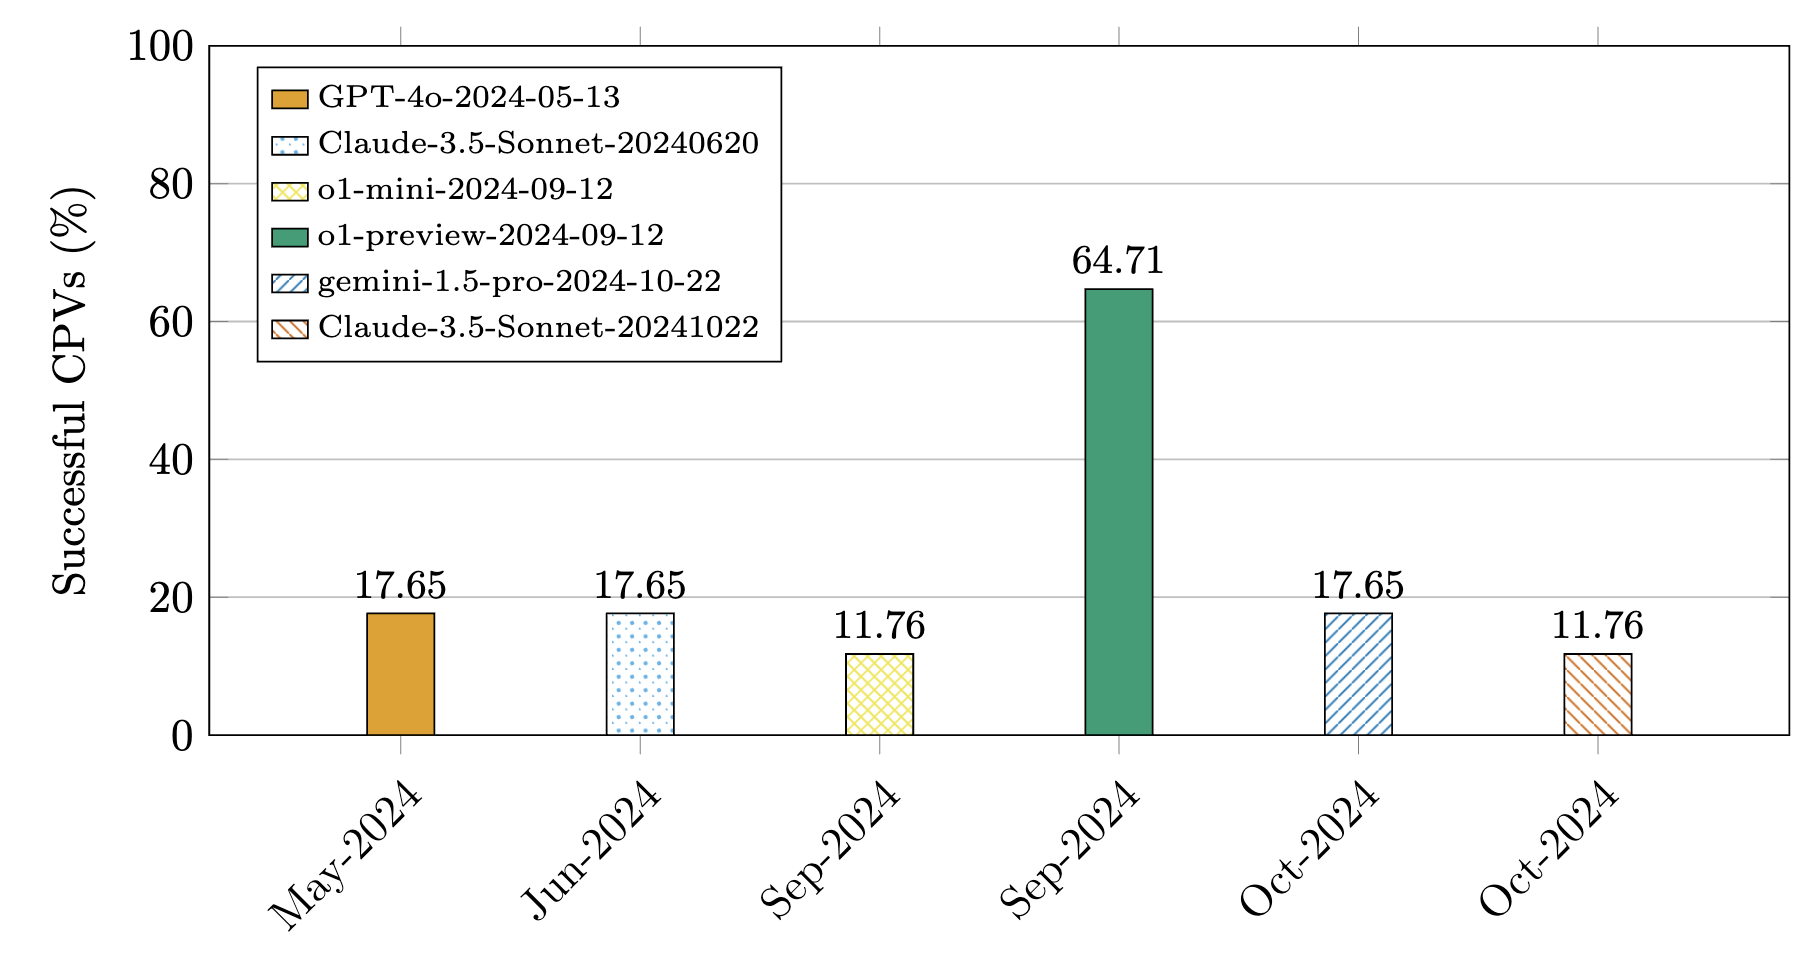 100
80
60
40
20
0
Successful CPVs (%)
GPT-4o-2024-05-13
Claude-3.5-Sonnet-20240620
o1-mini-2024-09-12
o1-preview-2024-09-12
gemini-1.5-pro-2024-10-22
Claude-3.5-Sonnet-20241022
17.65
17.65
11.76
64.71
17.65
11.76
May-2024
Jun-2024
Sep-2024
Sep-2024
Oct-2024
Oct-2024